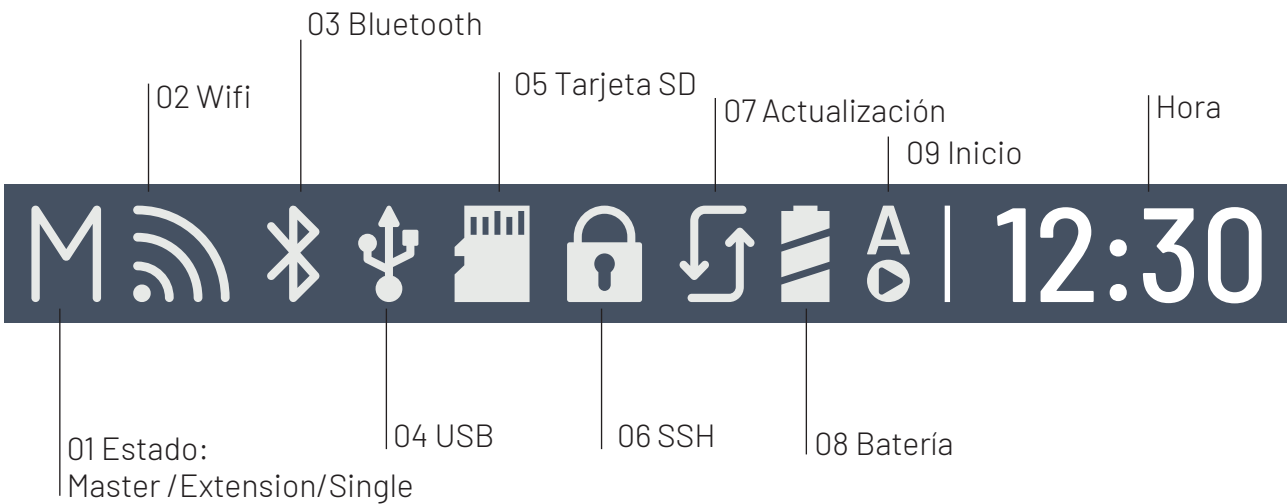 03 Bluetooth
02 Wifi
05 Tarjeta SD
07 Actualización
Hora
09 Inicio
M A 12:30
01 Estado:
Master /Extension/Single
04 USB
06 SSH
08 Batería